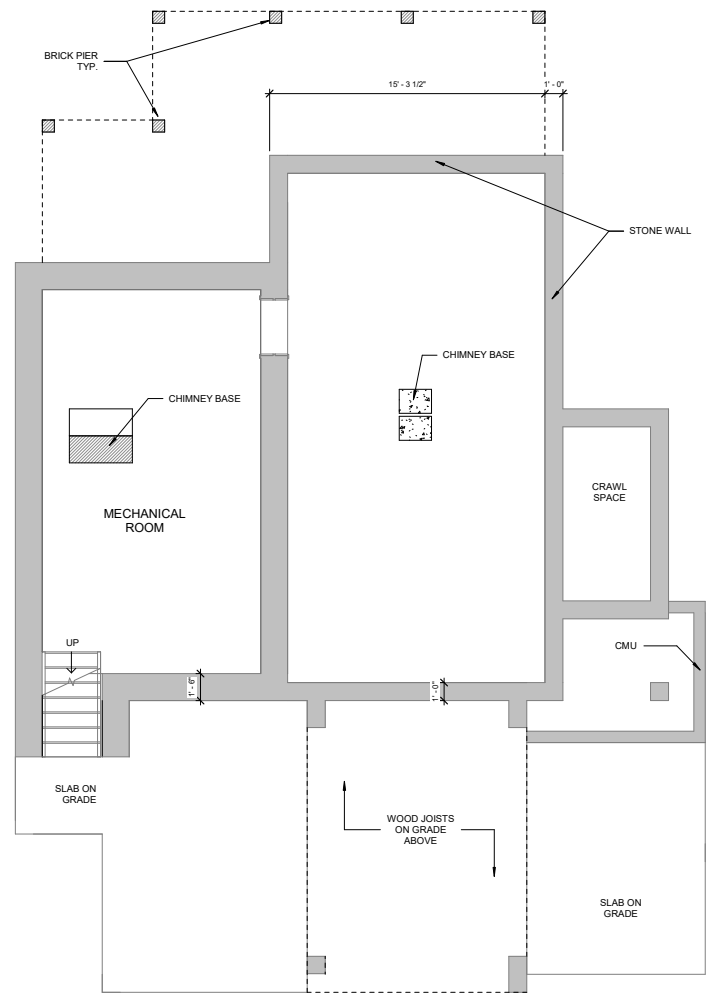 BRICK PIER
TYP.
15' - 3 1/2"
1' - 0"
STONE WALL
CHIMNEY BASE
CHIMNEY BASE
CRAWL
SPACE
MECHANICAL
ROOM
UP
CMU
1' - 6"
1' - 0"
SLAB ON
GRADE
WOOD JOISTS
ON GRADE
ABOVE
SLAB ON
GRADE